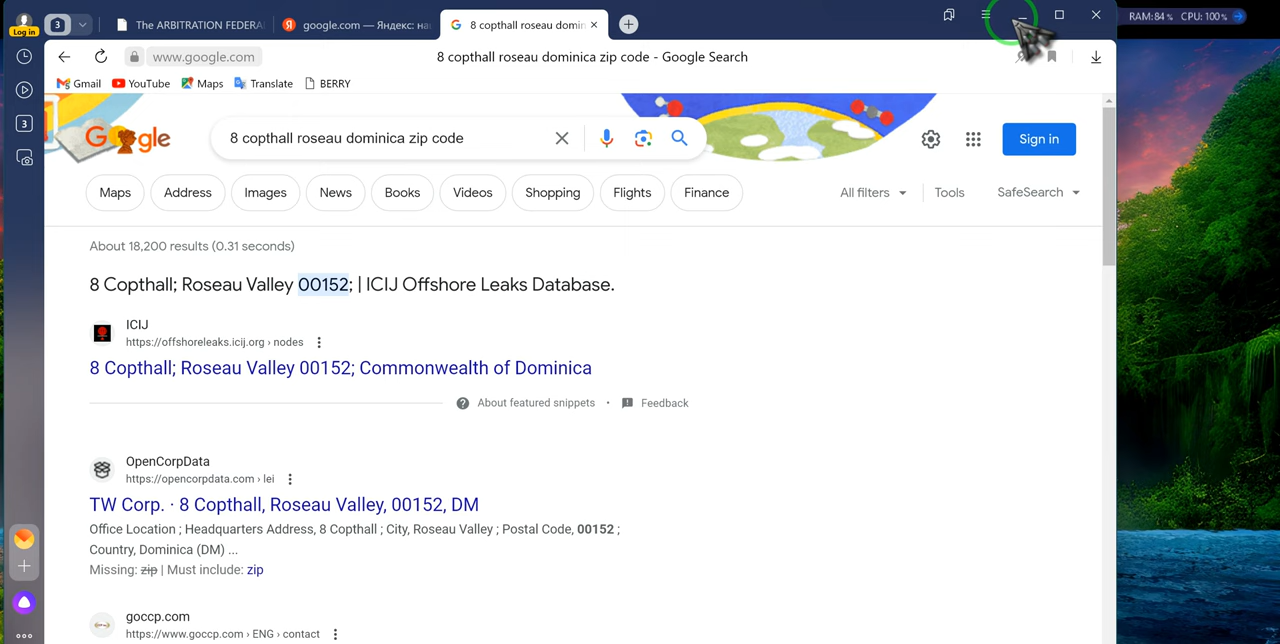 Log in
3
The ARBITRATION FEDERA
google.com — Яндекс: на
8 copthall roseau domin
RAM:84% CPU:100%
www.google.com
8 copthall roseau dominica zip code - Google Search
Gmail
YouTube
Maps
Translate
BERRY
3
Google
8 copthall roseau dominica zip code
Sign in
Maps
Address
Images
News
Books
Videos
Shopping
Flights
Finance
All filters
Tools
SafeSearch
About 18,200 results (0.31 seconds)
8 Copthall; Roseau Valley 00152; | ICIJ Offshore Leaks Database.
ICIJ
https://offshoreleaks.icij.org › nodes
8 Copthall; Roseau Valley 00152; Commonwealth of Dominica
About featured snippets • Feedback
OpenCorpData
https://opencorpdata.com › lei
TW Corp. · 8 Copthall, Roseau Valley, 00152, DM
Office Location ; Headquarters Address, 8 Copthall ; City, Roseau Valley ; Postal Code, 00152 ;
Country, Dominica (DM) ...
Missing: zip | Must include: zip
goccp.com
https://www.goccp.com › ENG › contact